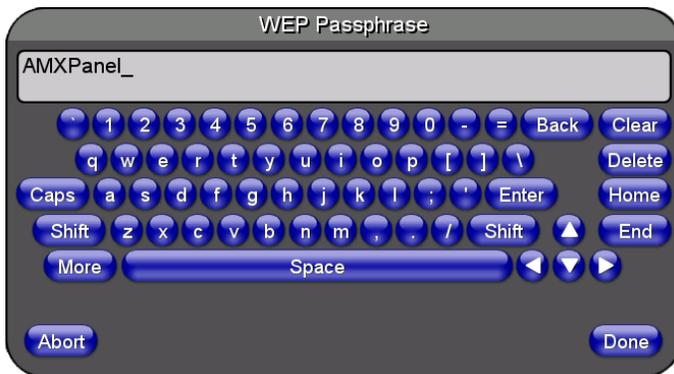 WEP Passphrase
AMXPanel_
` 1 2 3 4 5 6 7 8 9 0 - = Back Clear
q w e r t y u i o p [ ] \ Delete
Caps a s d f g h j k l ; ' Enter Home
Shift z x c v b n m , . / Shift End
More Space
Abort Done